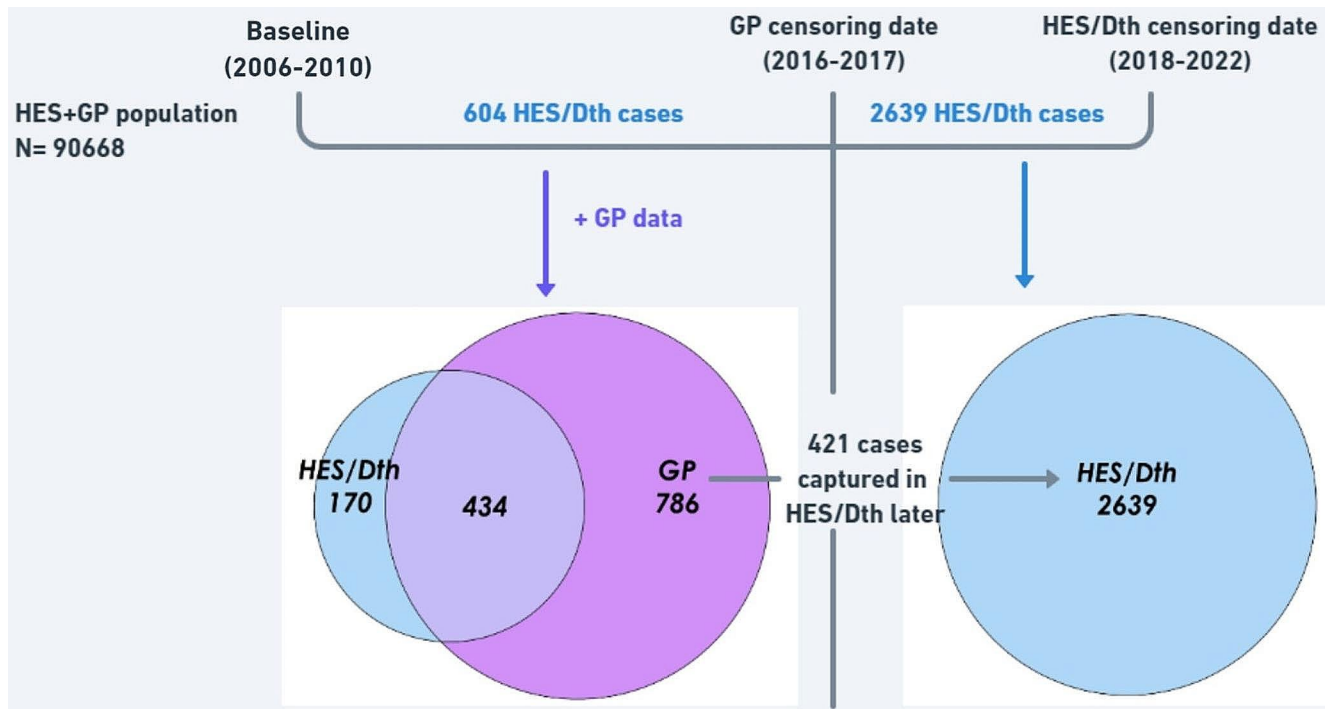 Baseline
(2006-2010)
GP censoring date
(2016-2017)
HES/Dth censoring date
(2018-2022)
HES+GP population
N= 90668
604 HES/Dth cases
2639 HES/Dth cases
+ GP data
HES/Dth
170
434
GP
786
421 cases
captured in
HES/Dth later
HES/Dth
2639